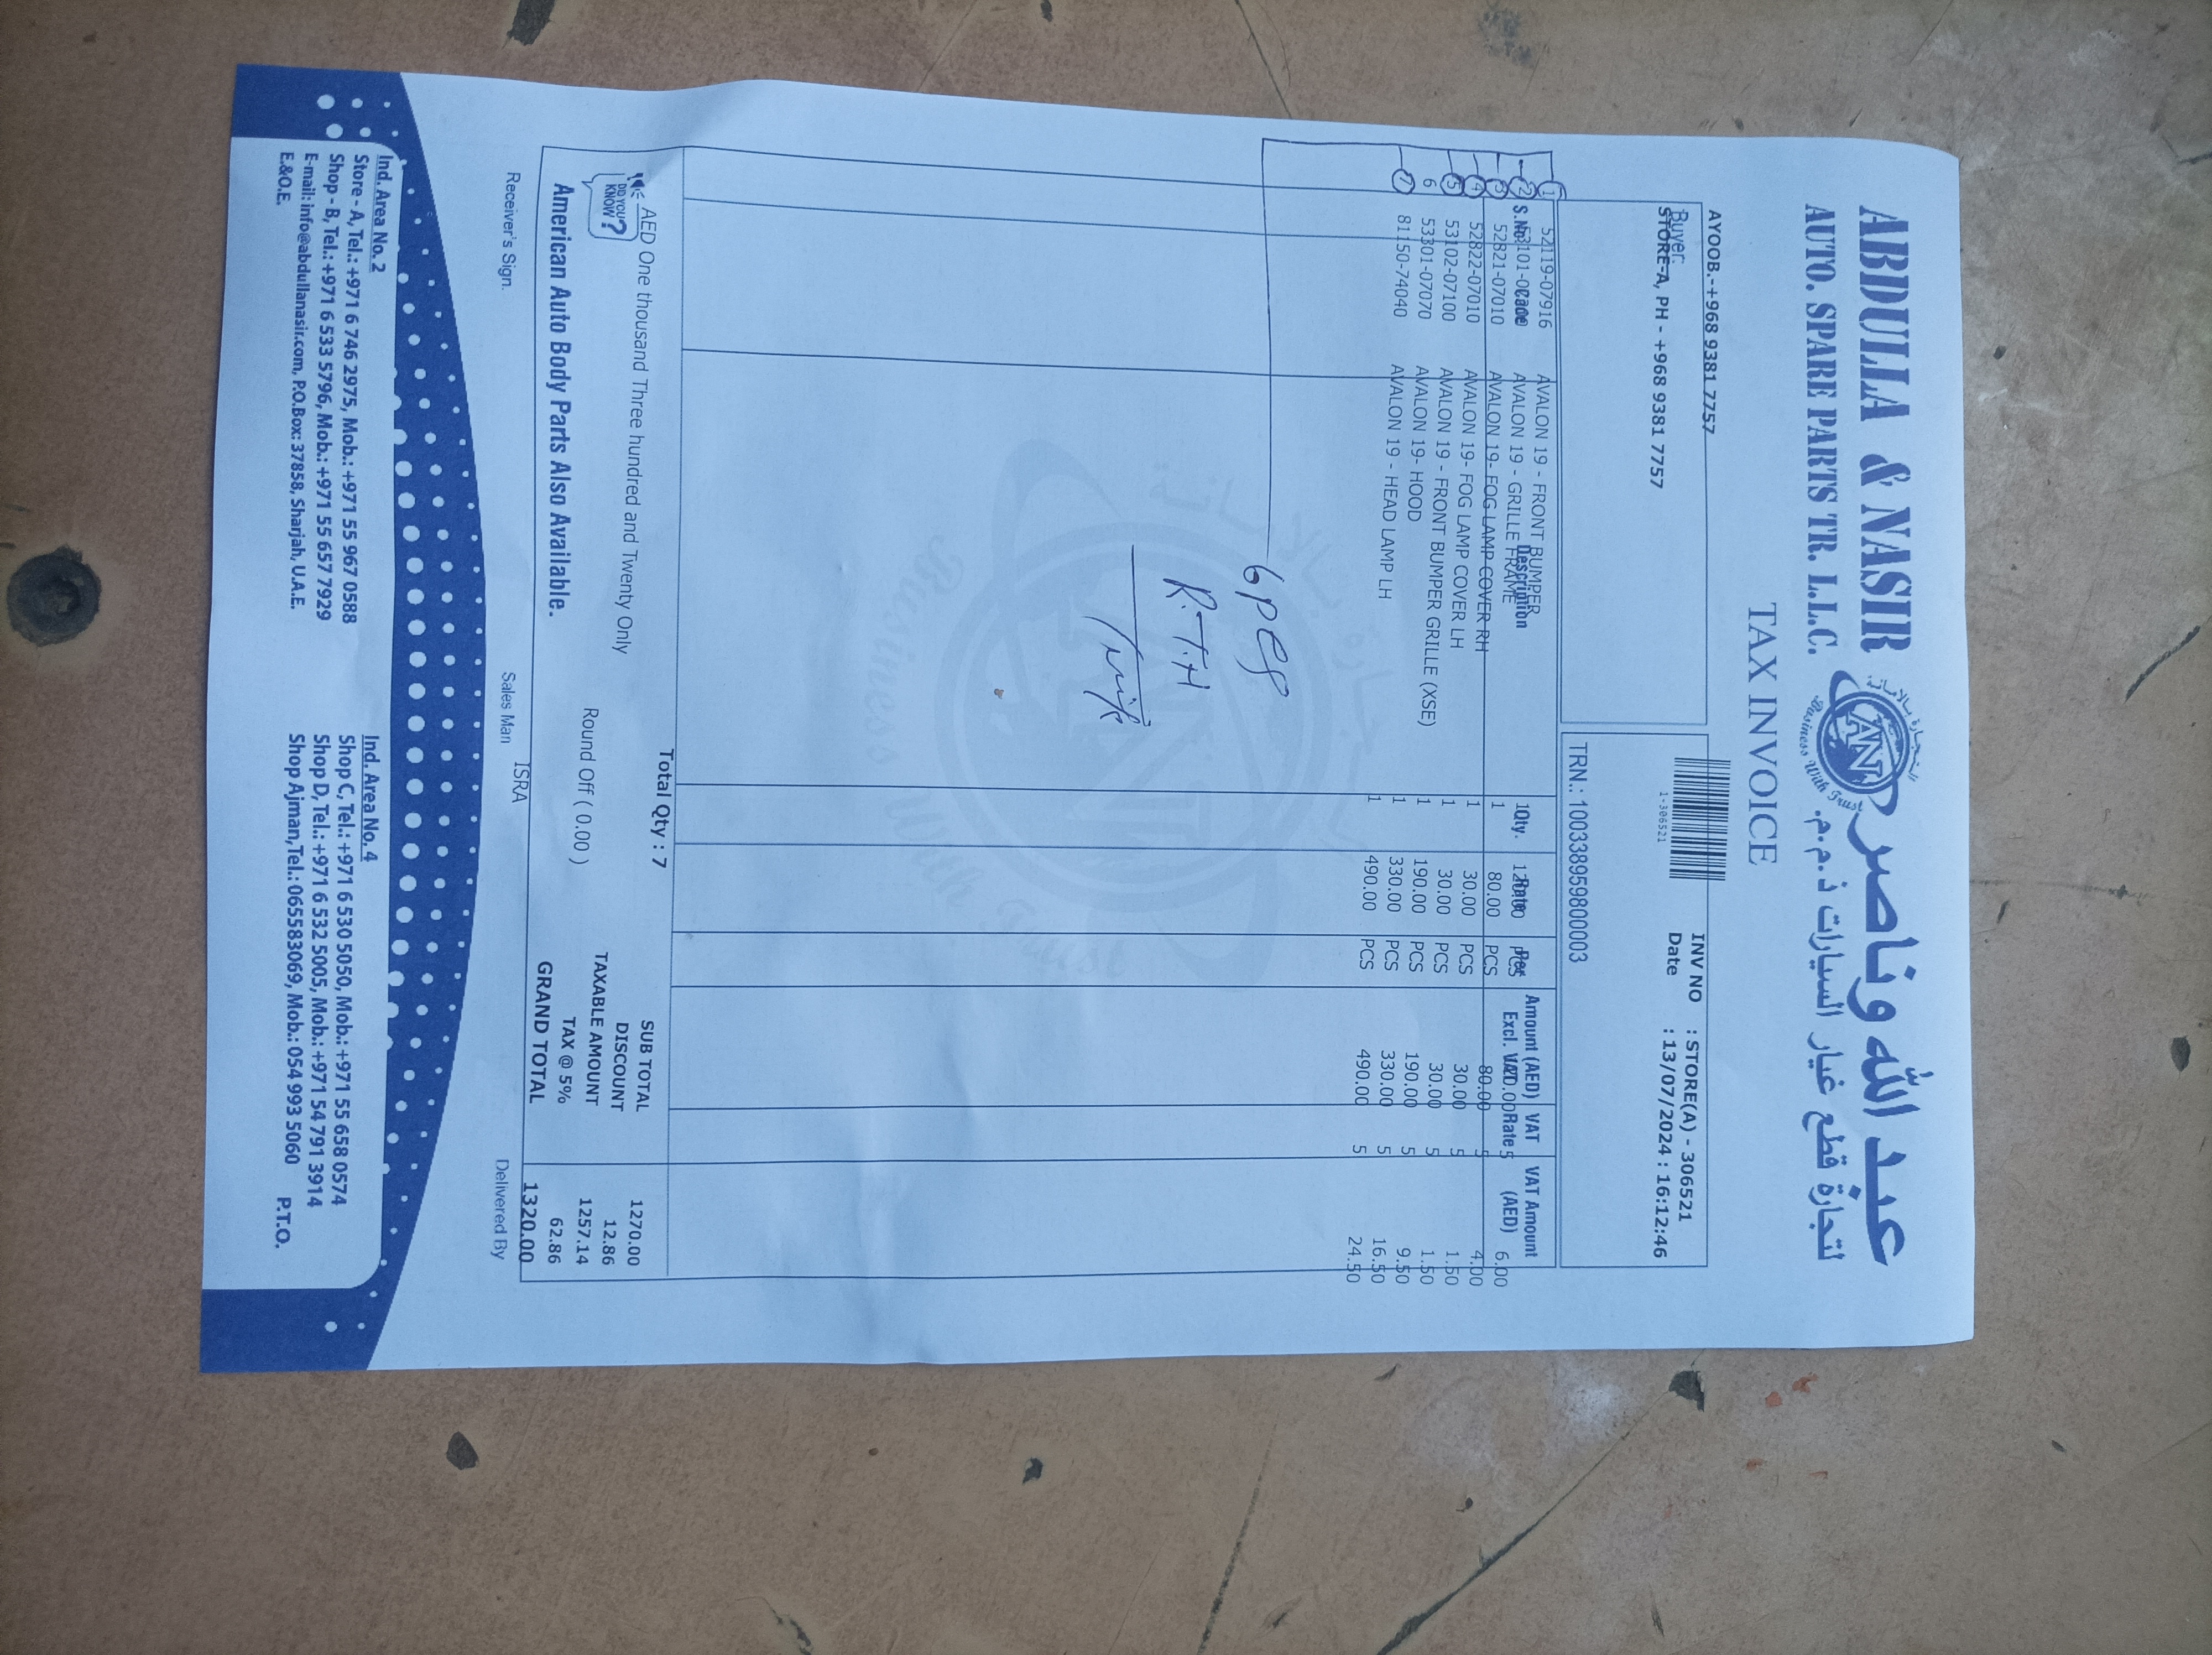 ABDULLA & NASIR عبد الله وناصر
AUTO. SPARE PARTS TR. L.L.C. لتجارة قطع غيار السيارات ذ.م.م.
AN
Business With Trust
TAX INVOICE
AYOOB.-+968 9381 7757
Buyer:
STORE-A, PH - +968 9381 7757
1-306521
INV NO : STORE(A) - 306521
Date : 13/07/2024 : 16:12:46
TRN.: 100338959800003
S.No. Code Description Qty. Rate Per Amount (AED) Excl. VAT VAT Rate VAT Amount (AED)
1 52119-07916 AVALON 19 - FRONT BUMPER 1 120.00 PCS 120.00 5 6.00
2 AVALON 19 - GRILLE FRAME 1 80.00 PCS 80.00 5 4.00
3 52821-07010 AVALON 19- FOG LAMP COVER RH 1 30.00 PCS 30.00 5 1.50
4 52822-07010 AVALON 19- FOG LAMP COVER LH 1 30.00 PCS 30.00 5 1.50
5 53102-07100 AVALON 19 - FRONT BUMPER GRILLE (XSE) 1 190.00 PCS 190.00 5 9.50
6 53301-07070 AVALON 19- HOOD 1 330.00 PCS 330.00 5 16.50
7 81150-74040 AVALON 19 - HEAD LAMP LH 1 490.00 PCS 490.00 5 24.50
6 pcs
R.T.H
Business With Trust
Total Qty : 7
SUB TOTAL 1270.00
DISCOUNT 12.86
AED One thousand Three hundred and Twenty Only
Round Off ( 0.00 )
TAXABLE AMOUNT 1257.14
TAX @ 5% 62.86
GRAND TOTAL 1320.00
DID YOU KNOW?
American Auto Body Parts Also Available.
Receiver's Sign. Sales Man ISRA Delivered By
Ind. Area No. 2
Store - A, Tel.: +971 6 746 2975, Mob.: +971 55 967 0588
Shop - B, Tel.: +971 6 533 5796, Mob.: +971 55 657 7929
E-mail: info@abdullanasir.com, P.O.Box: 37858, Sharjah, U.A.E.
E.&O.E.
Ind. Area No. 4
Shop C, Tel.: +971 6 530 5050, Mob.: +971 55 658 0574
Shop D, Tel.: +971 6 532 5005, Mob.: +971 54 791 3914
Shop Ajman, Tel.: 065583069, Mob.: 054 993 5060
P.T.O.